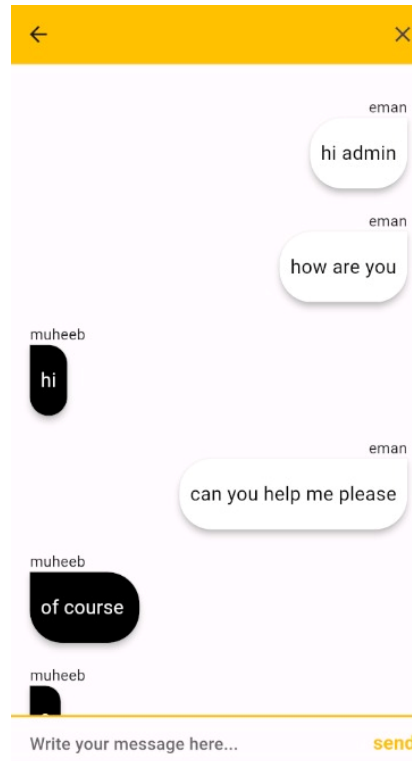 eman
hi admin
eman
how are you
muheeb
hi
eman
can you help me please
muheeb
of course
muheeb
Write your message here...
send